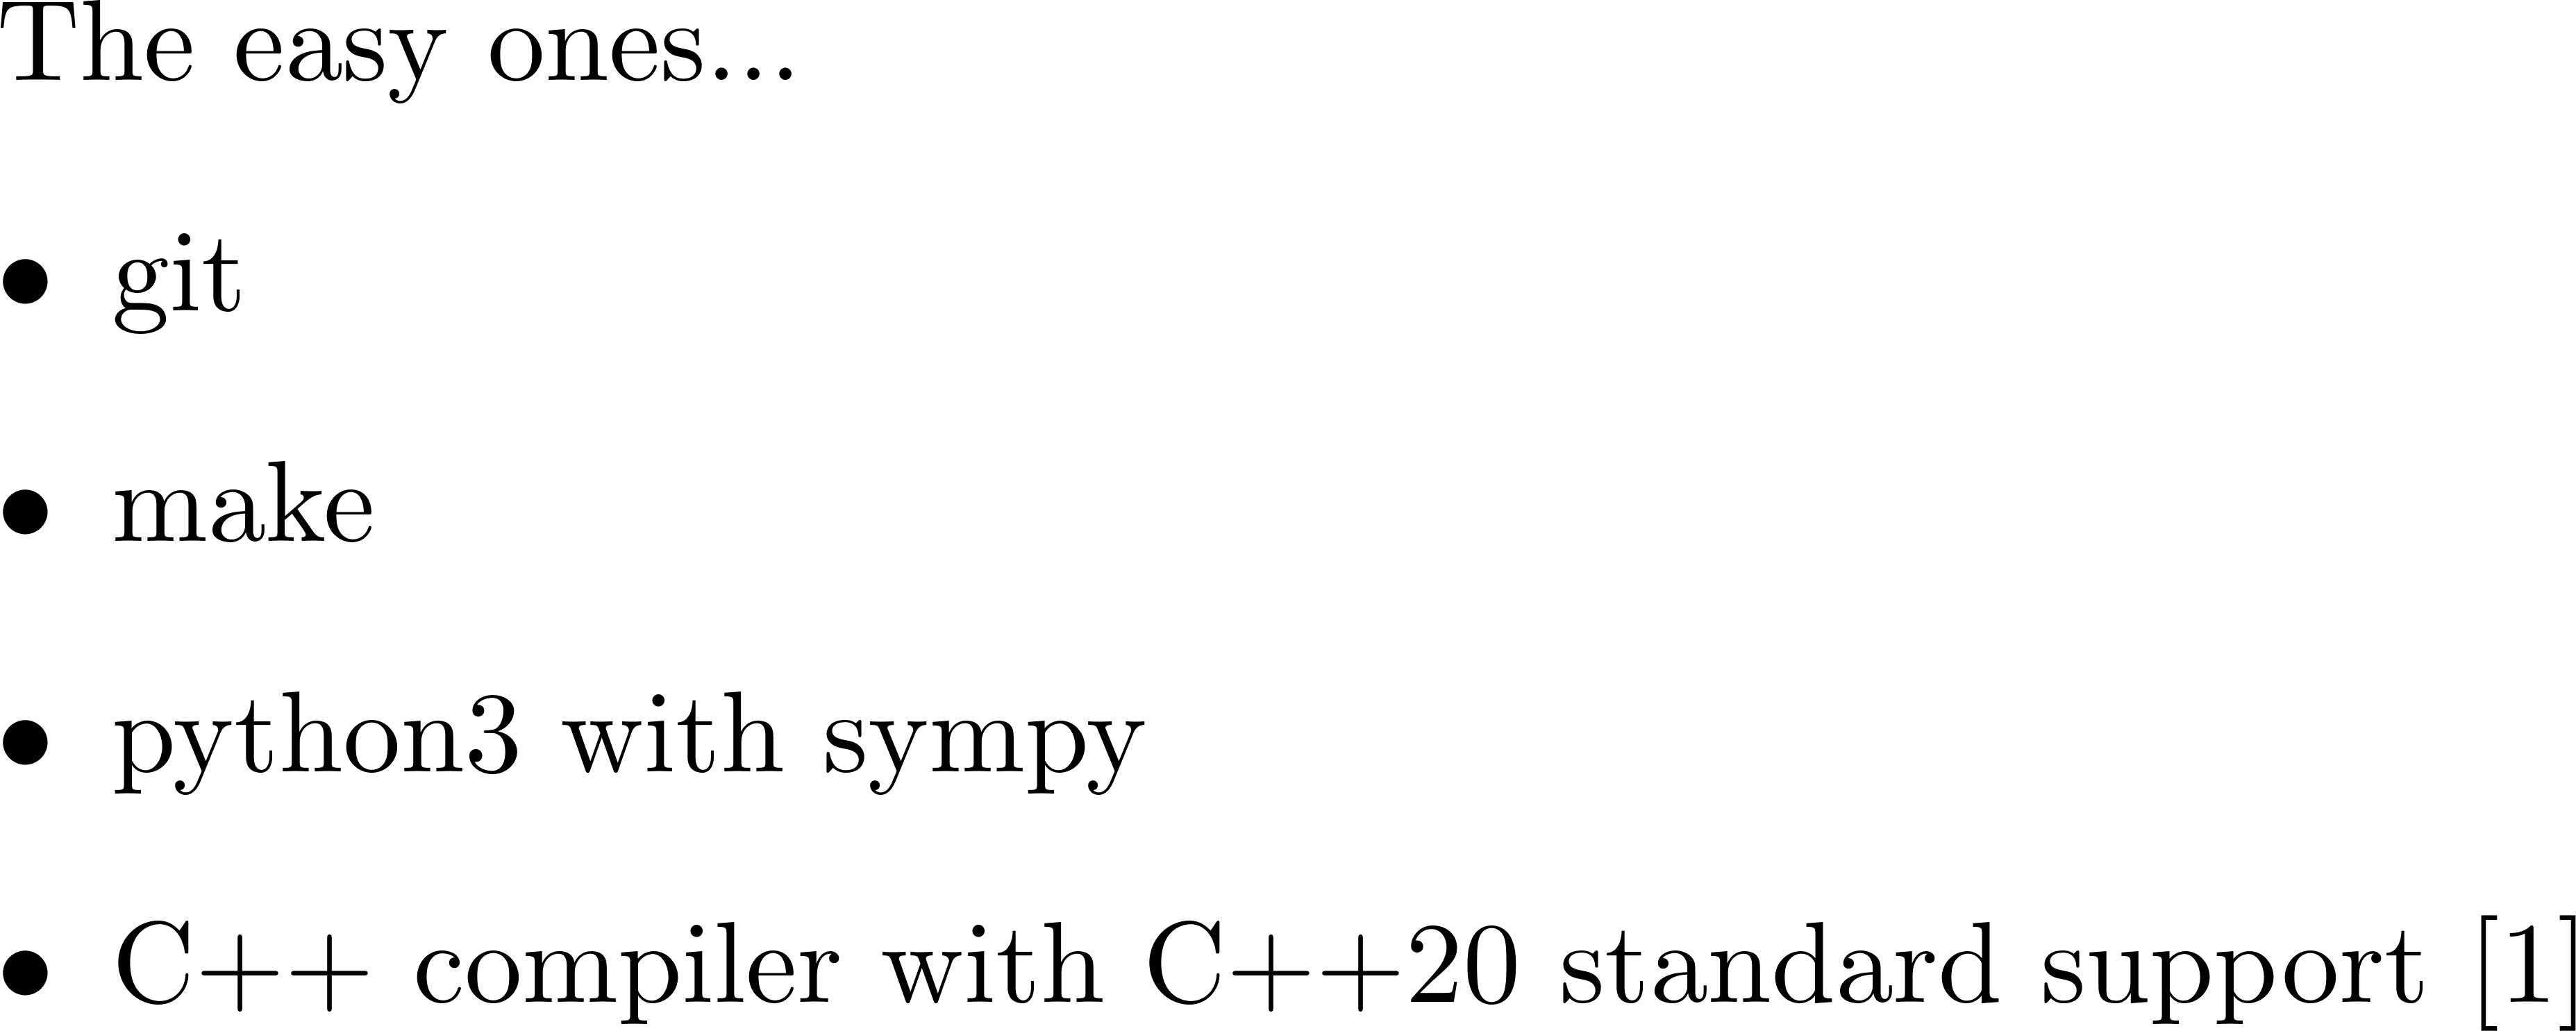 The easy ones...
• git
• make
• python3 with sympy
• C++ compiler with C++20 standard support [1]